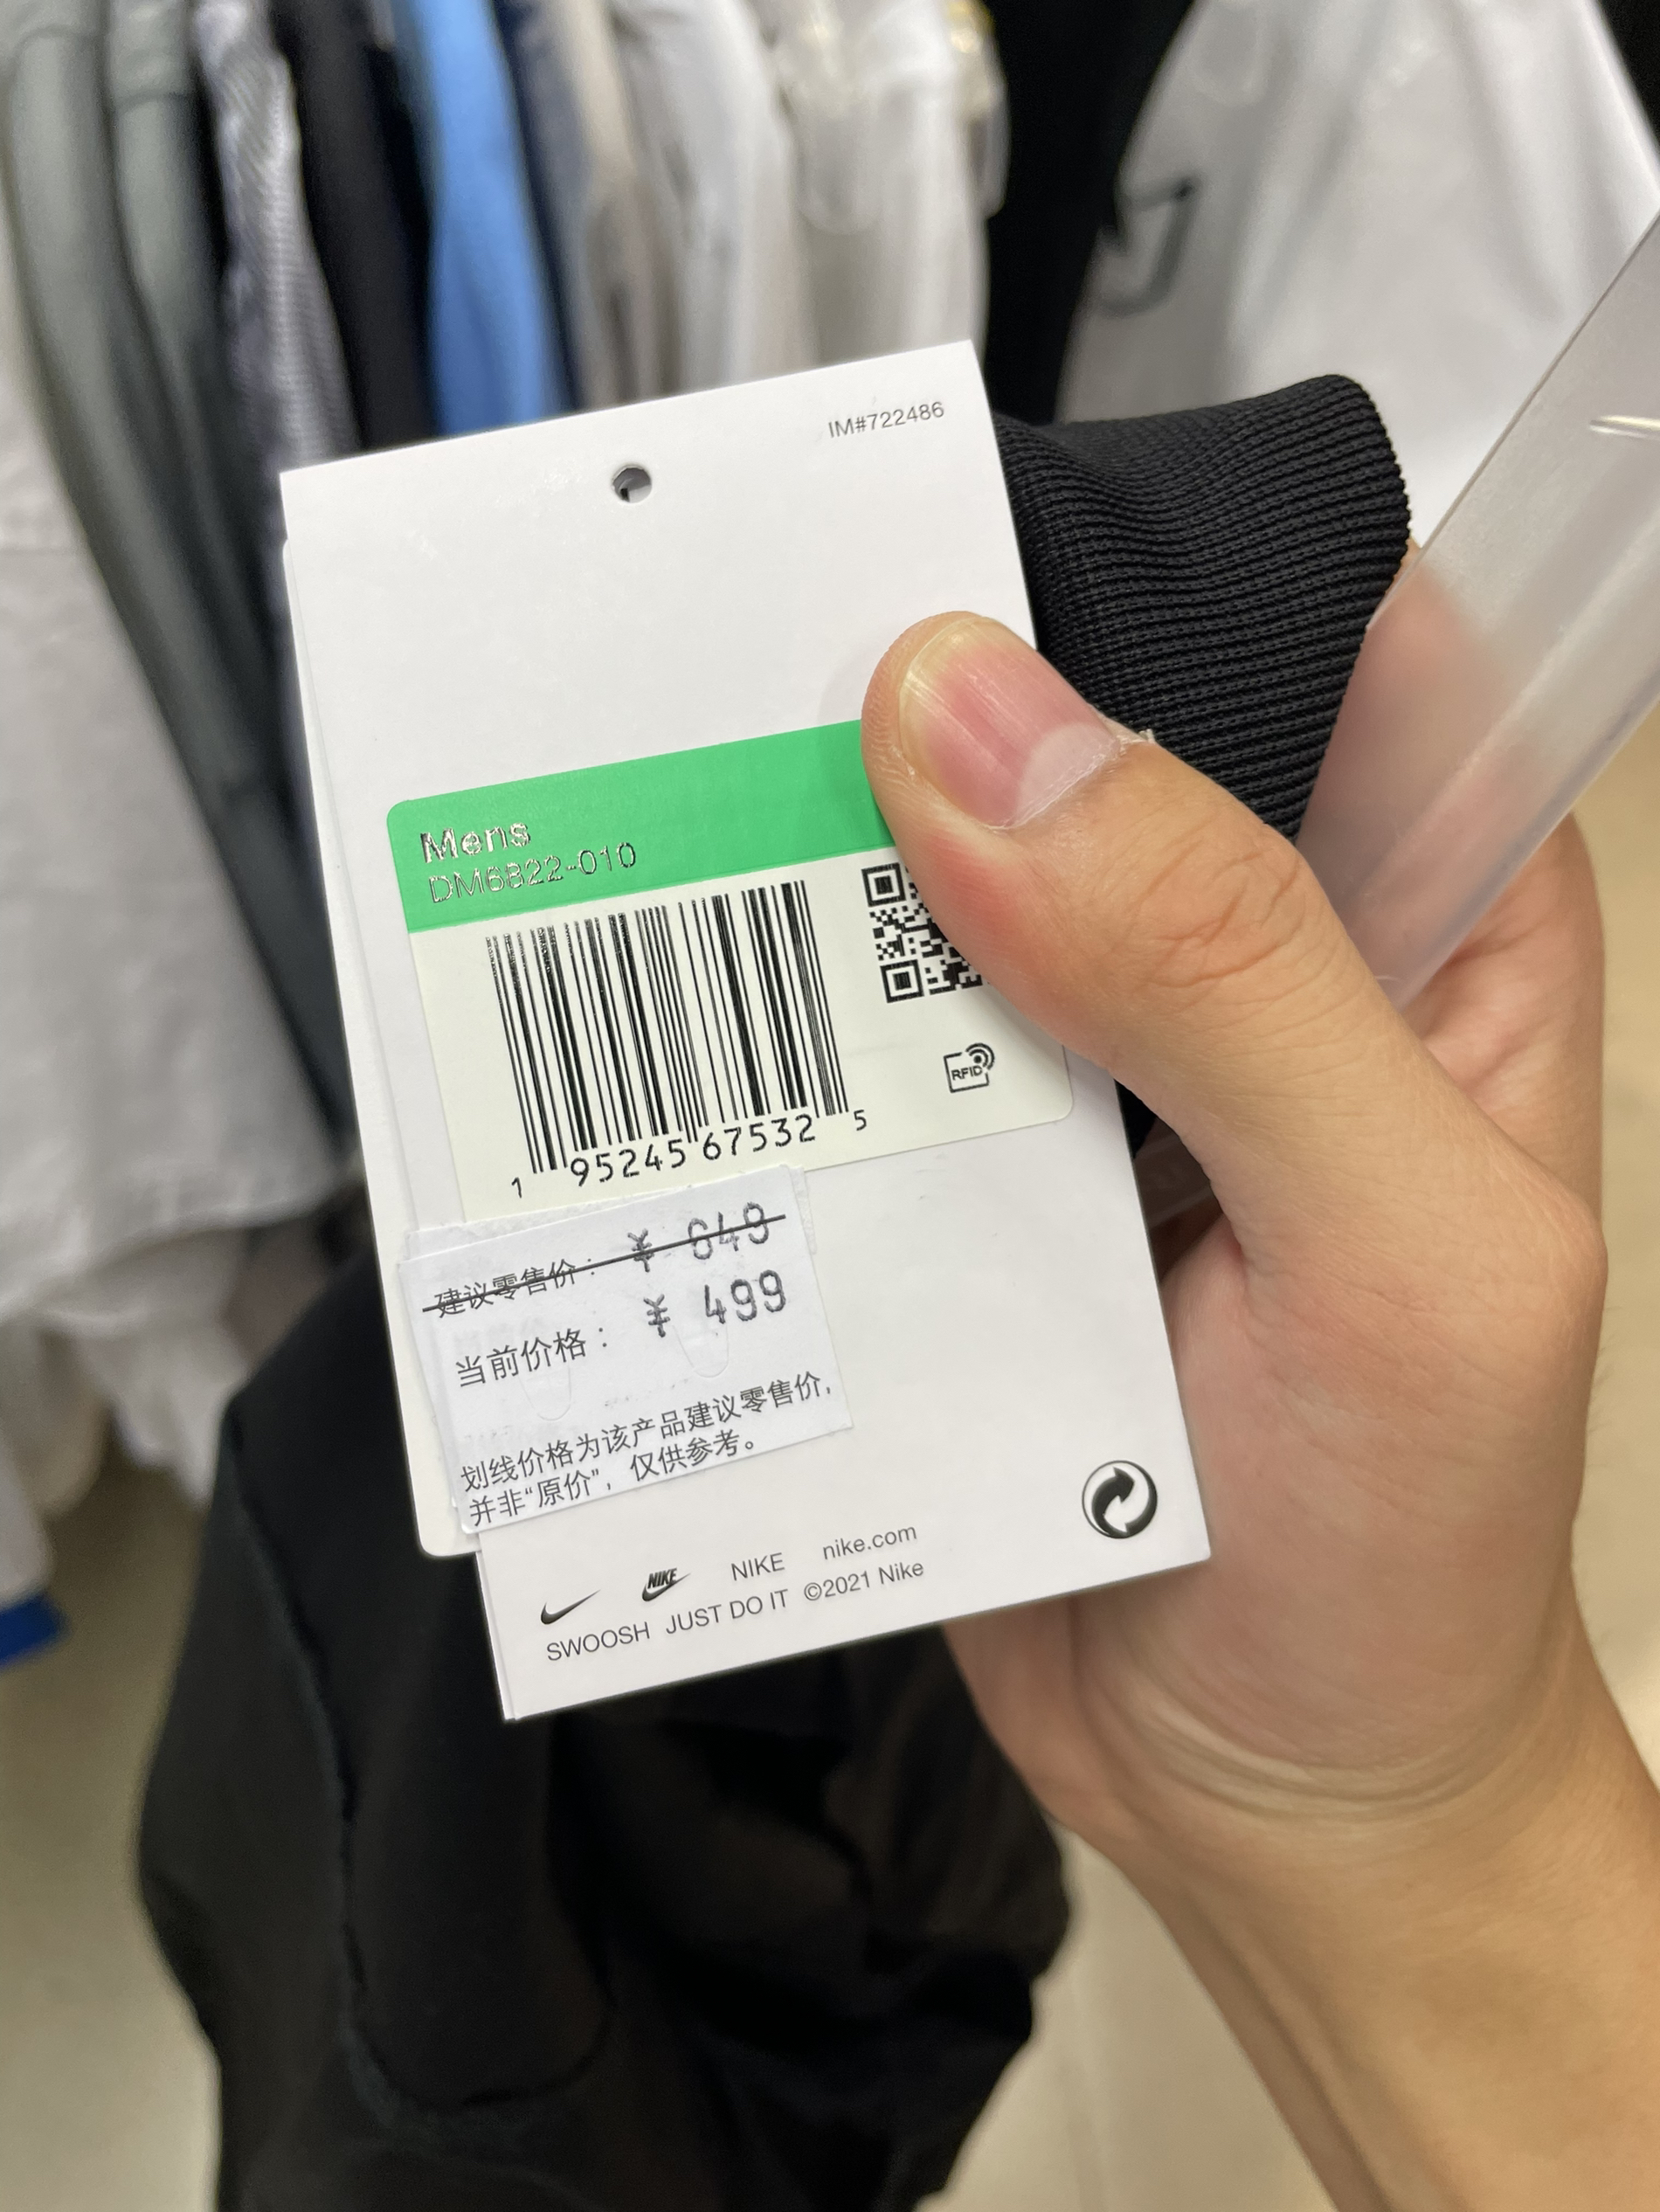 IM#722486
Mens
DM6822-010
RFID
1 95245 67532 5
建议零售价： ¥ 649
当前价格： ¥ 499
划线价格为该产品建议零售价，
并非“原价”，仅供参考。
NIKE NIKE nike.com
SWOOSH JUST DO IT ©2021 Nike